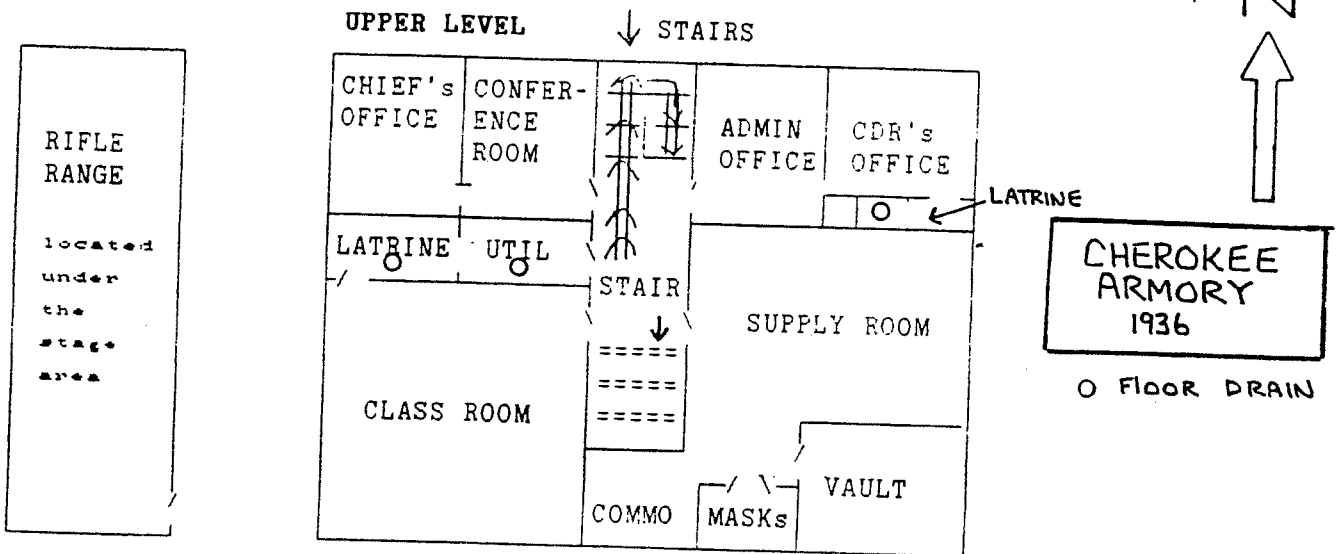 UPPER LEVEL
STAIRS
N
RIFLE
RANGE
located
under
the
stage
area
CHIEF's
OFFICE
CONFER-
ENCE
ROOM
ADMIN
OFFICE
CDR's
OFFICE
LATRINE
LATRINE
UTIL
STAIR
SUPPLY ROOM
CLASS ROOM
COMMO
MASKs
VAULT
CHEROKEE
ARMORY
1936
O FLOOR DRAIN